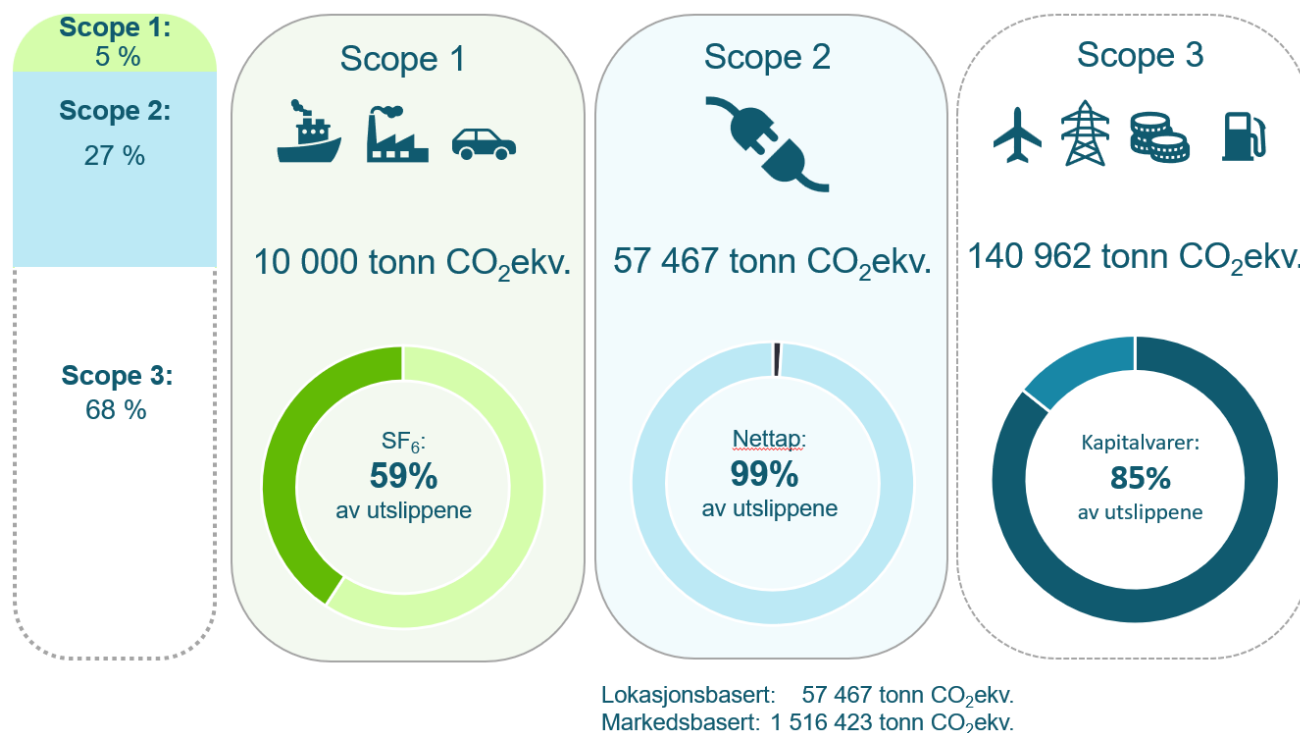 Scope 1:
5 %
Scope 2:
27 %
Scope 3:
68 %
Scope 1
10 000 tonn CO₂ekv.
SF₆:
59%
av utslippene
Scope 2
57 467 tonn CO₂ekv.
Nettap:
99%
av utslippene
Scope 3
140 962 tonn CO₂ekv.
Kapitalvarer:
85%
av utslippene
Lokasjonsbasert: 57 467 tonn CO₂ekv.
Markedsbasert: 1 516 423 tonn CO₂ekv.